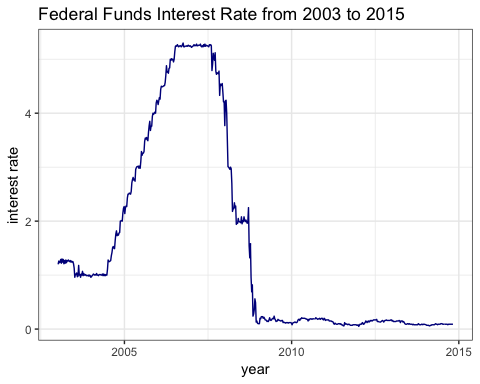 Federal Funds Interest Rate from 2003 to 2015
interest rate
4
2
0
2005 2010 2015
year